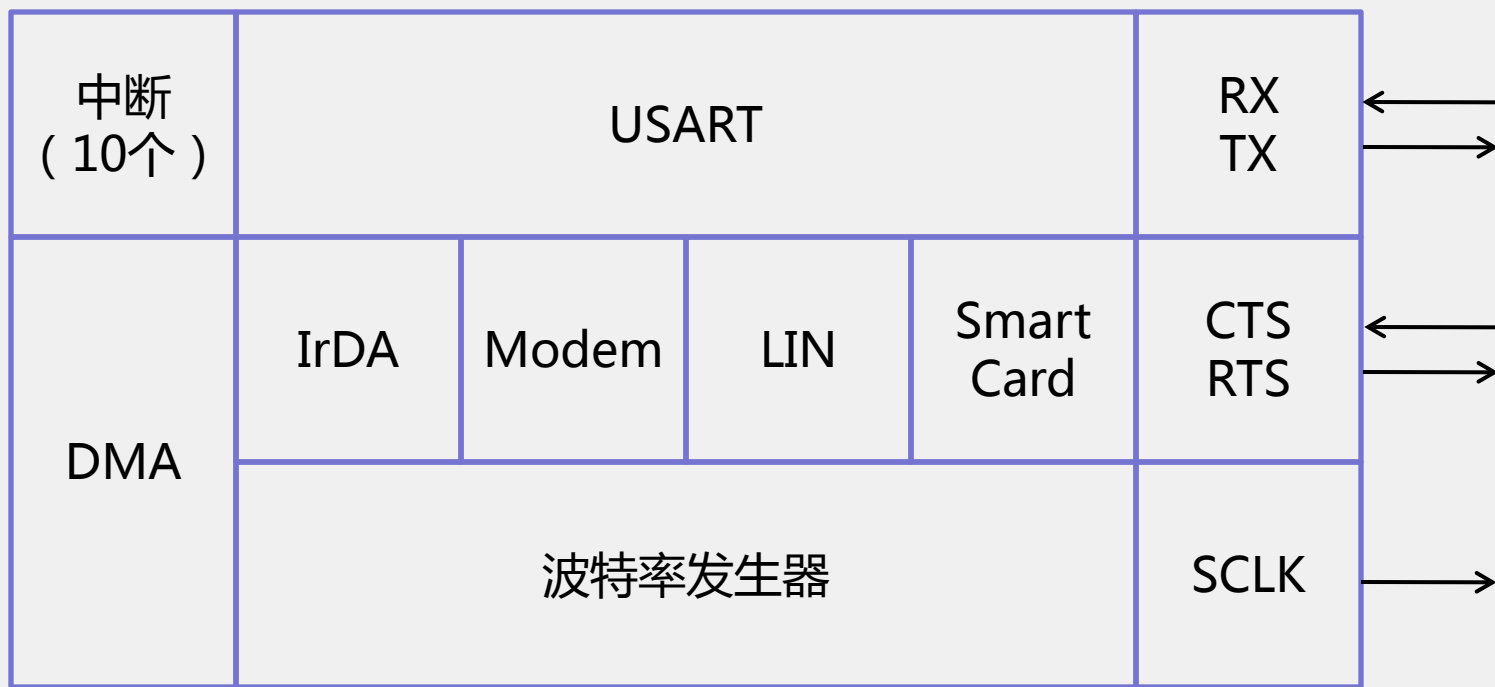 中断
（10个）
USART
RX
TX
DMA
IrDA
Modem
LIN
Smart
Card
CTS
RTS
波特率发生器
SCLK